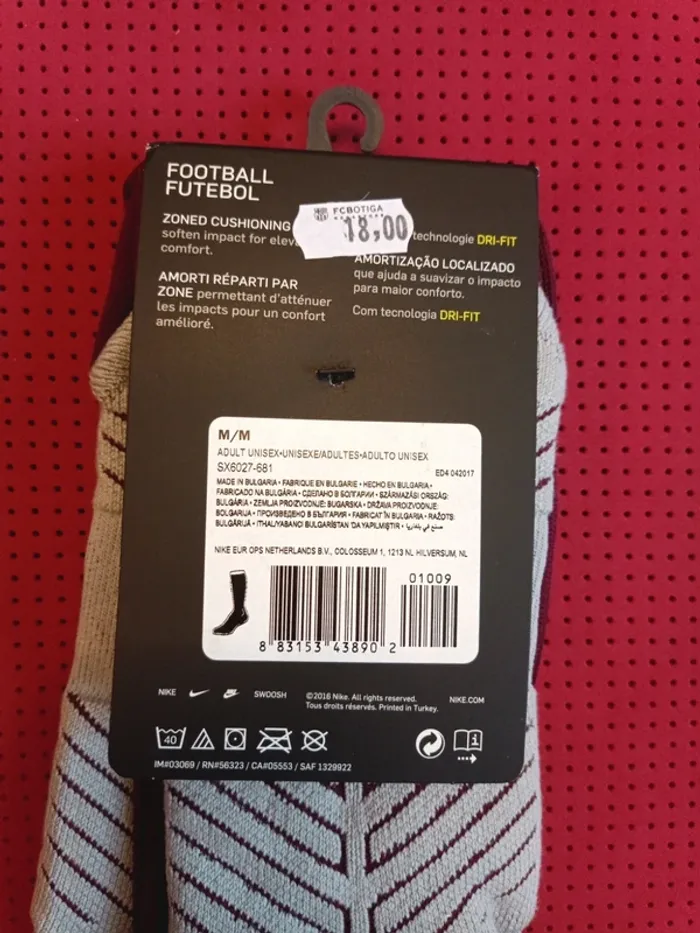 FOOTBALL
FUTEBOL
ZONED CUSHIONING
soften impact for
comfort.
AMORTI RÉPARTI PAR
ZONE permettant d'atténuer
les impacts pour un confort
amélioré.
FCBOTIGA
18,00
technologie DRI-FIT
AMORTIZAÇÃO LOCALIZADO
que ajuda a suavizar o impacto
para maior conforto.
Com tecnologia DRI-FIT
M/M
ADULT UNISEX•UNISEXE/ADULTES•ADULTO UNISEX
SX6027-681
ED4 042017
MADE IN BULGARIA • FABRIQUE EN BULGARIE • HECHO EN BULGARIA •
FABRICADO NA BULGÁRIA • СДЕЛАНО В БОЛГАРИИ • SZÁRMAZÁSI ORSZÁG:
BULGÁRIA • ZEMLJA PROIZVODNJE: BUGARSKA • DRŽAVA PROIZVODNJE:
BOLGARIJA • ПРОИЗВЕДЕНО В БЪЛГАРИЯ • FABRICAT ÎN BULGARIA • RAŽOTS
BULGĀRIJĀ • İTHAL/YABANCI BULGARİSTAN 'DA YAPILMIŞTIR • صنع في بلغاريا
NIKE EUR OPS NETHERLANDS B.V., COLOSSEUM 1, 1213 NL HILVERSUM, NL
01009
8 83153 43890 2
NIKE SWOOSH
©2016 Nike. All rights reserved.
Tous droits réservés. Printed in Turkey.
NIKE.COM
40
IM#03069 / RN#56323 / CA#05553 / SAF 1329922